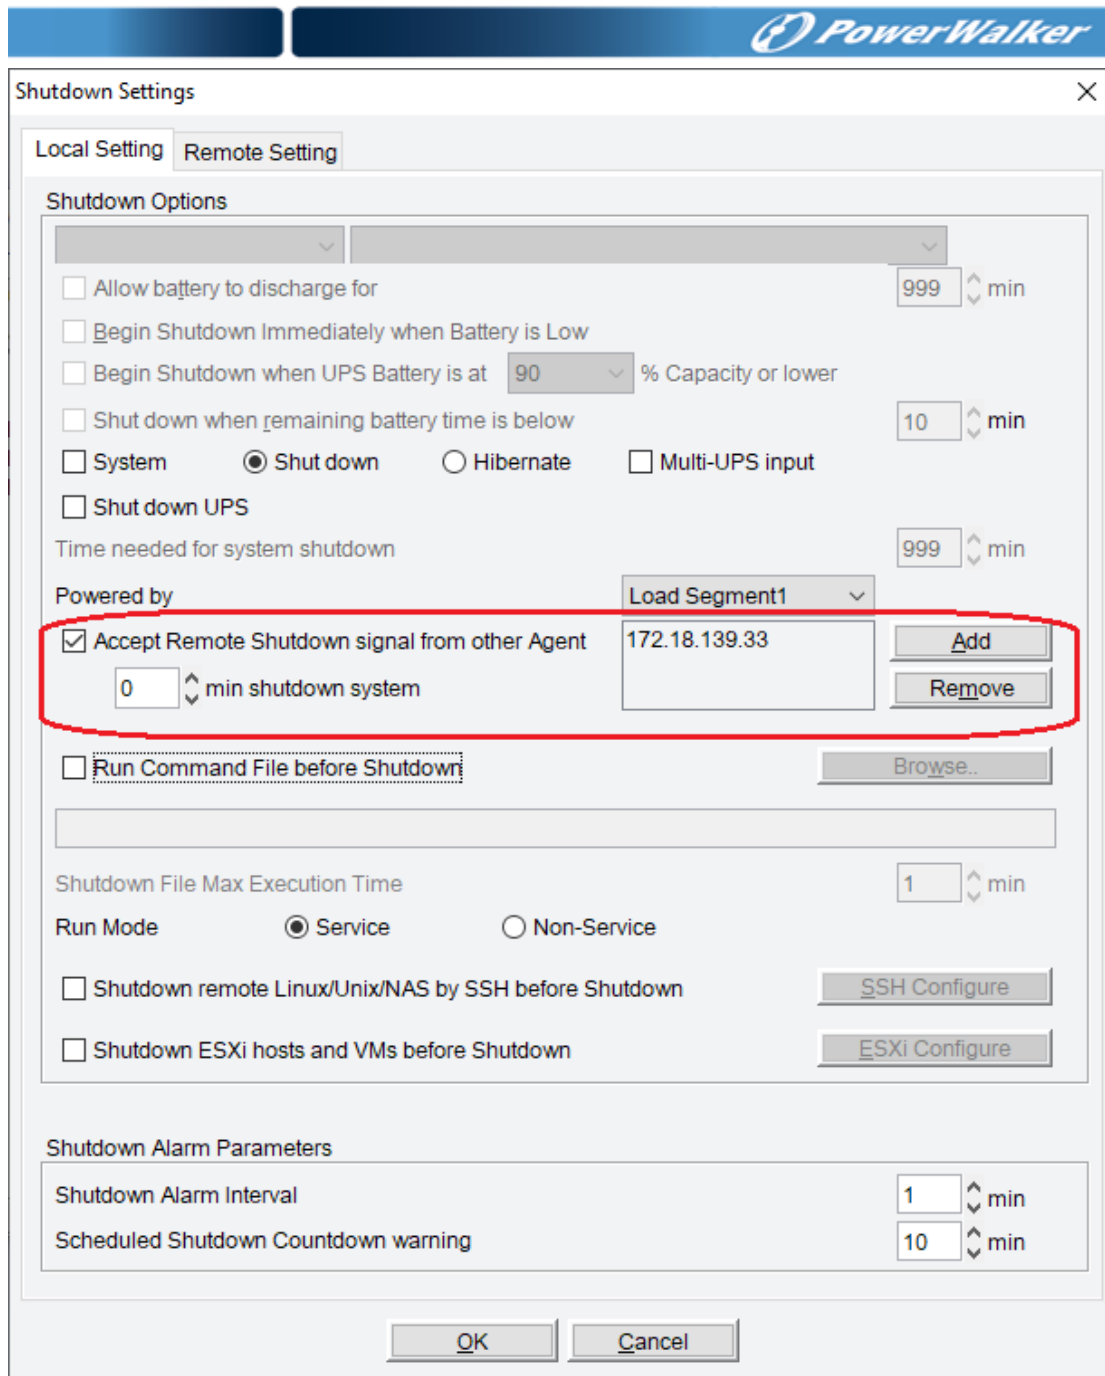 PowerWalker
Shutdown Settings
Local Setting Remote Setting
Shutdown Options
Allow battery to discharge for 999 min
Begin Shutdown Immediately when Battery is Low
Begin Shutdown when UPS Battery is at 90 % Capacity or lower
Shut down when remaining battery time is below 10 min
System Shut down Hibernate Multi-UPS input
Shut down UPS
Time needed for system shutdown 999 min
Powered by Load Segment1
Accept Remote Shutdown signal from other Agent 172.18.139.33 Add
0 min shutdown system Remove
Run Command File before Shutdown Browse..
Shutdown File Max Execution Time 1 min
Run Mode Service Non-Service
Shutdown remote Linux/Unix/NAS by SSH before Shutdown SSH Configure
Shutdown ESXi hosts and VMs before Shutdown ESXi Configure
Shutdown Alarm Parameters
Shutdown Alarm Interval 1 min
Scheduled Shutdown Countdown warning 10 min
OK Cancel